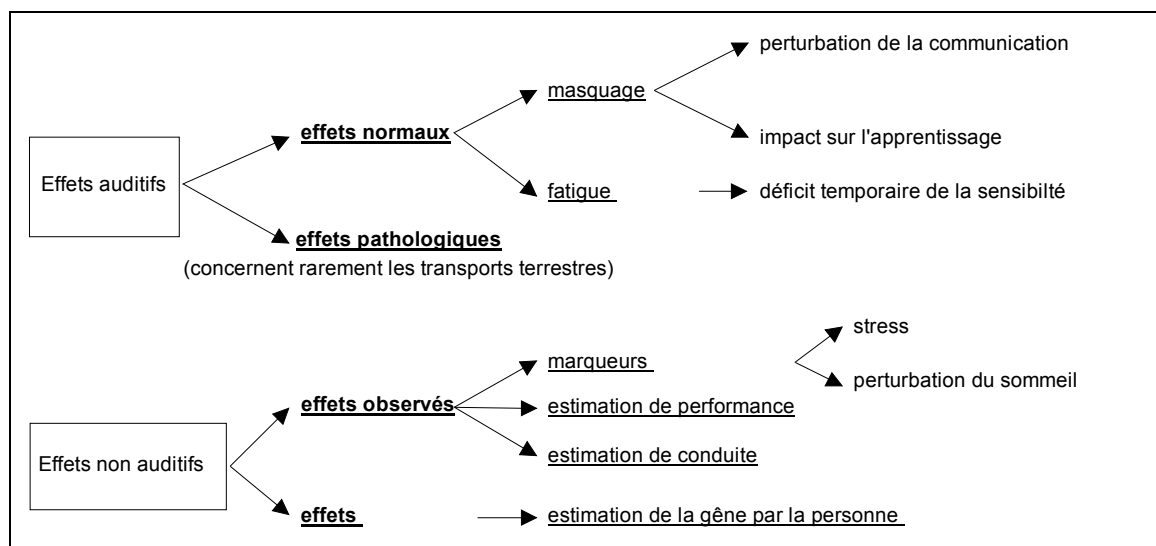 perturbation de la communication
masquage
effets normaux
impact sur l'apprentissage
Effets auditifs
fatigue
déficit temporaire de la sensibilté
effets pathologiques
(concernent rarement les transports terrestres)
stress
marqueurs
perturbation du sommeil
effets observés
estimation de performance
Effets non auditifs
estimation de conduite
effets
estimation de la gêne par la personne